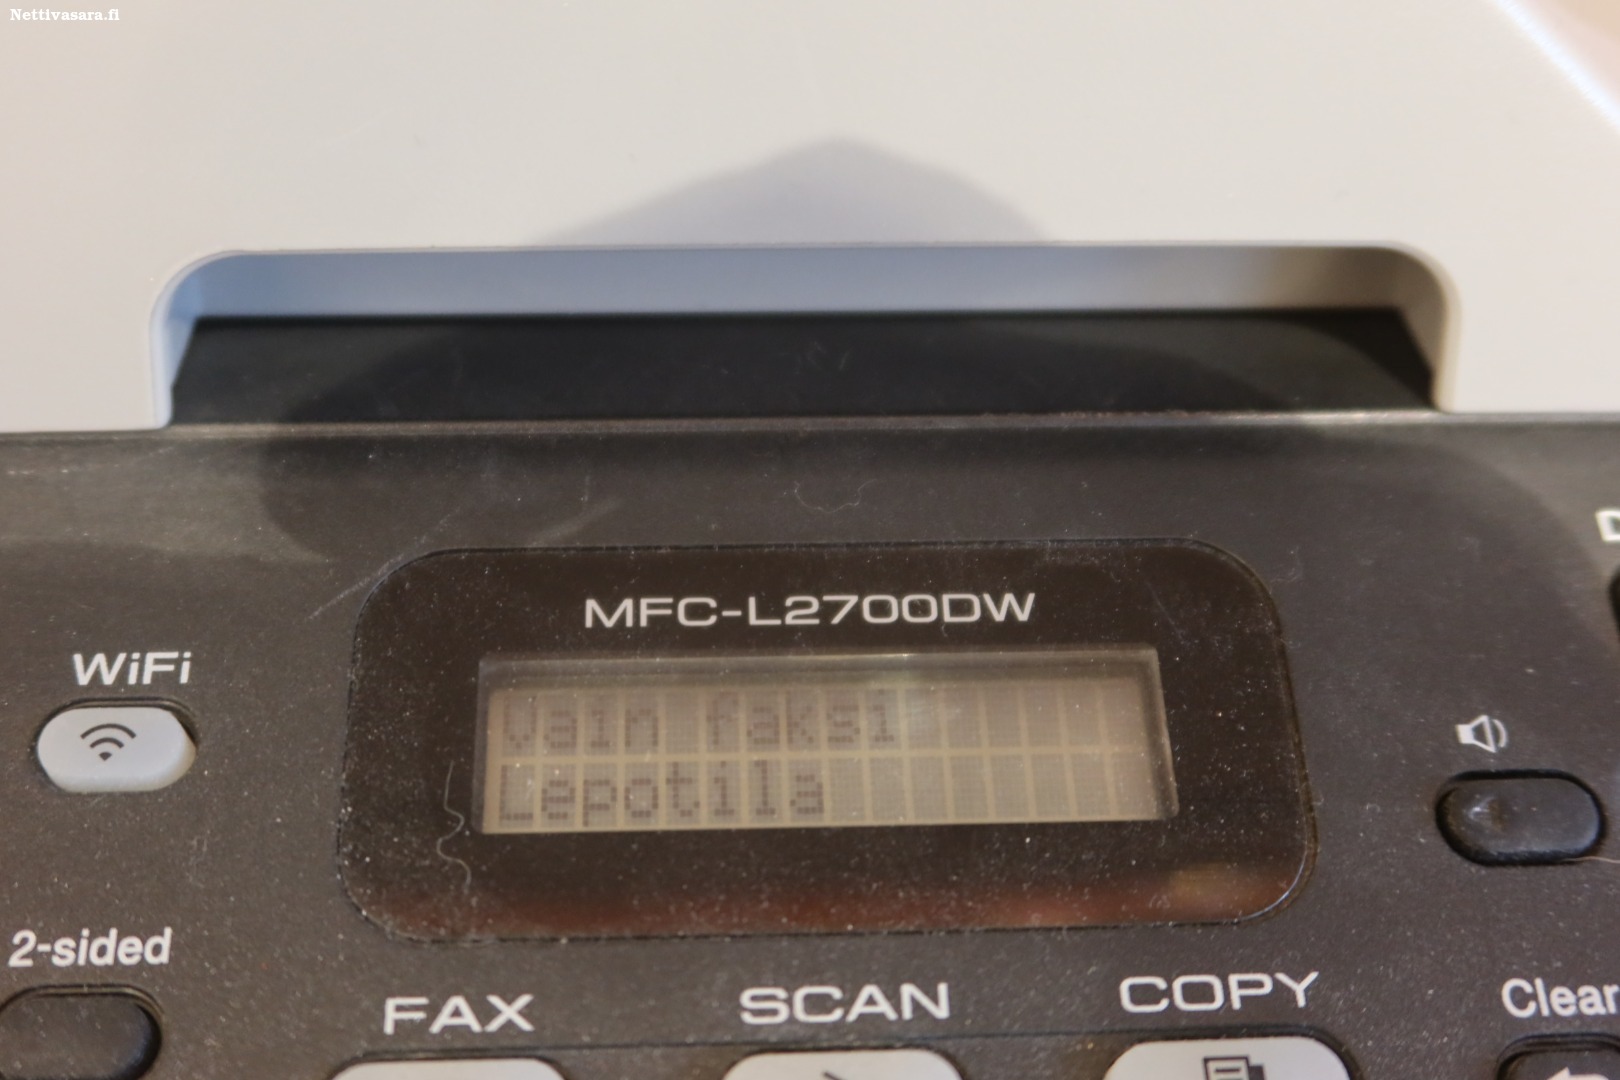 Nettivasara.fi
MFC-L2700DW
WiFi
Vain faksi
Lepotila
2-sided
FAX
SCAN
COPY
Clear